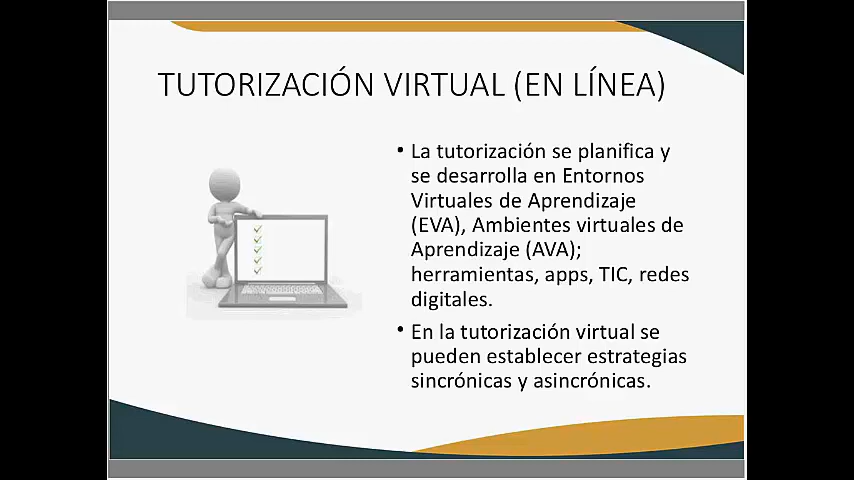 TUTORIZACIÓN VIRTUAL (EN LÍNEA)
• La tutorización se planifica y
se desarrolla en Entornos
Virtuales de Aprendizaje
(EVA), Ambientes virtuales de
Aprendizaje (AVA);
herramientas, apps, TIC, redes
digitales.
• En la tutorización virtual se
pueden establecer estrategias
sincrónicas y asincrónicas.